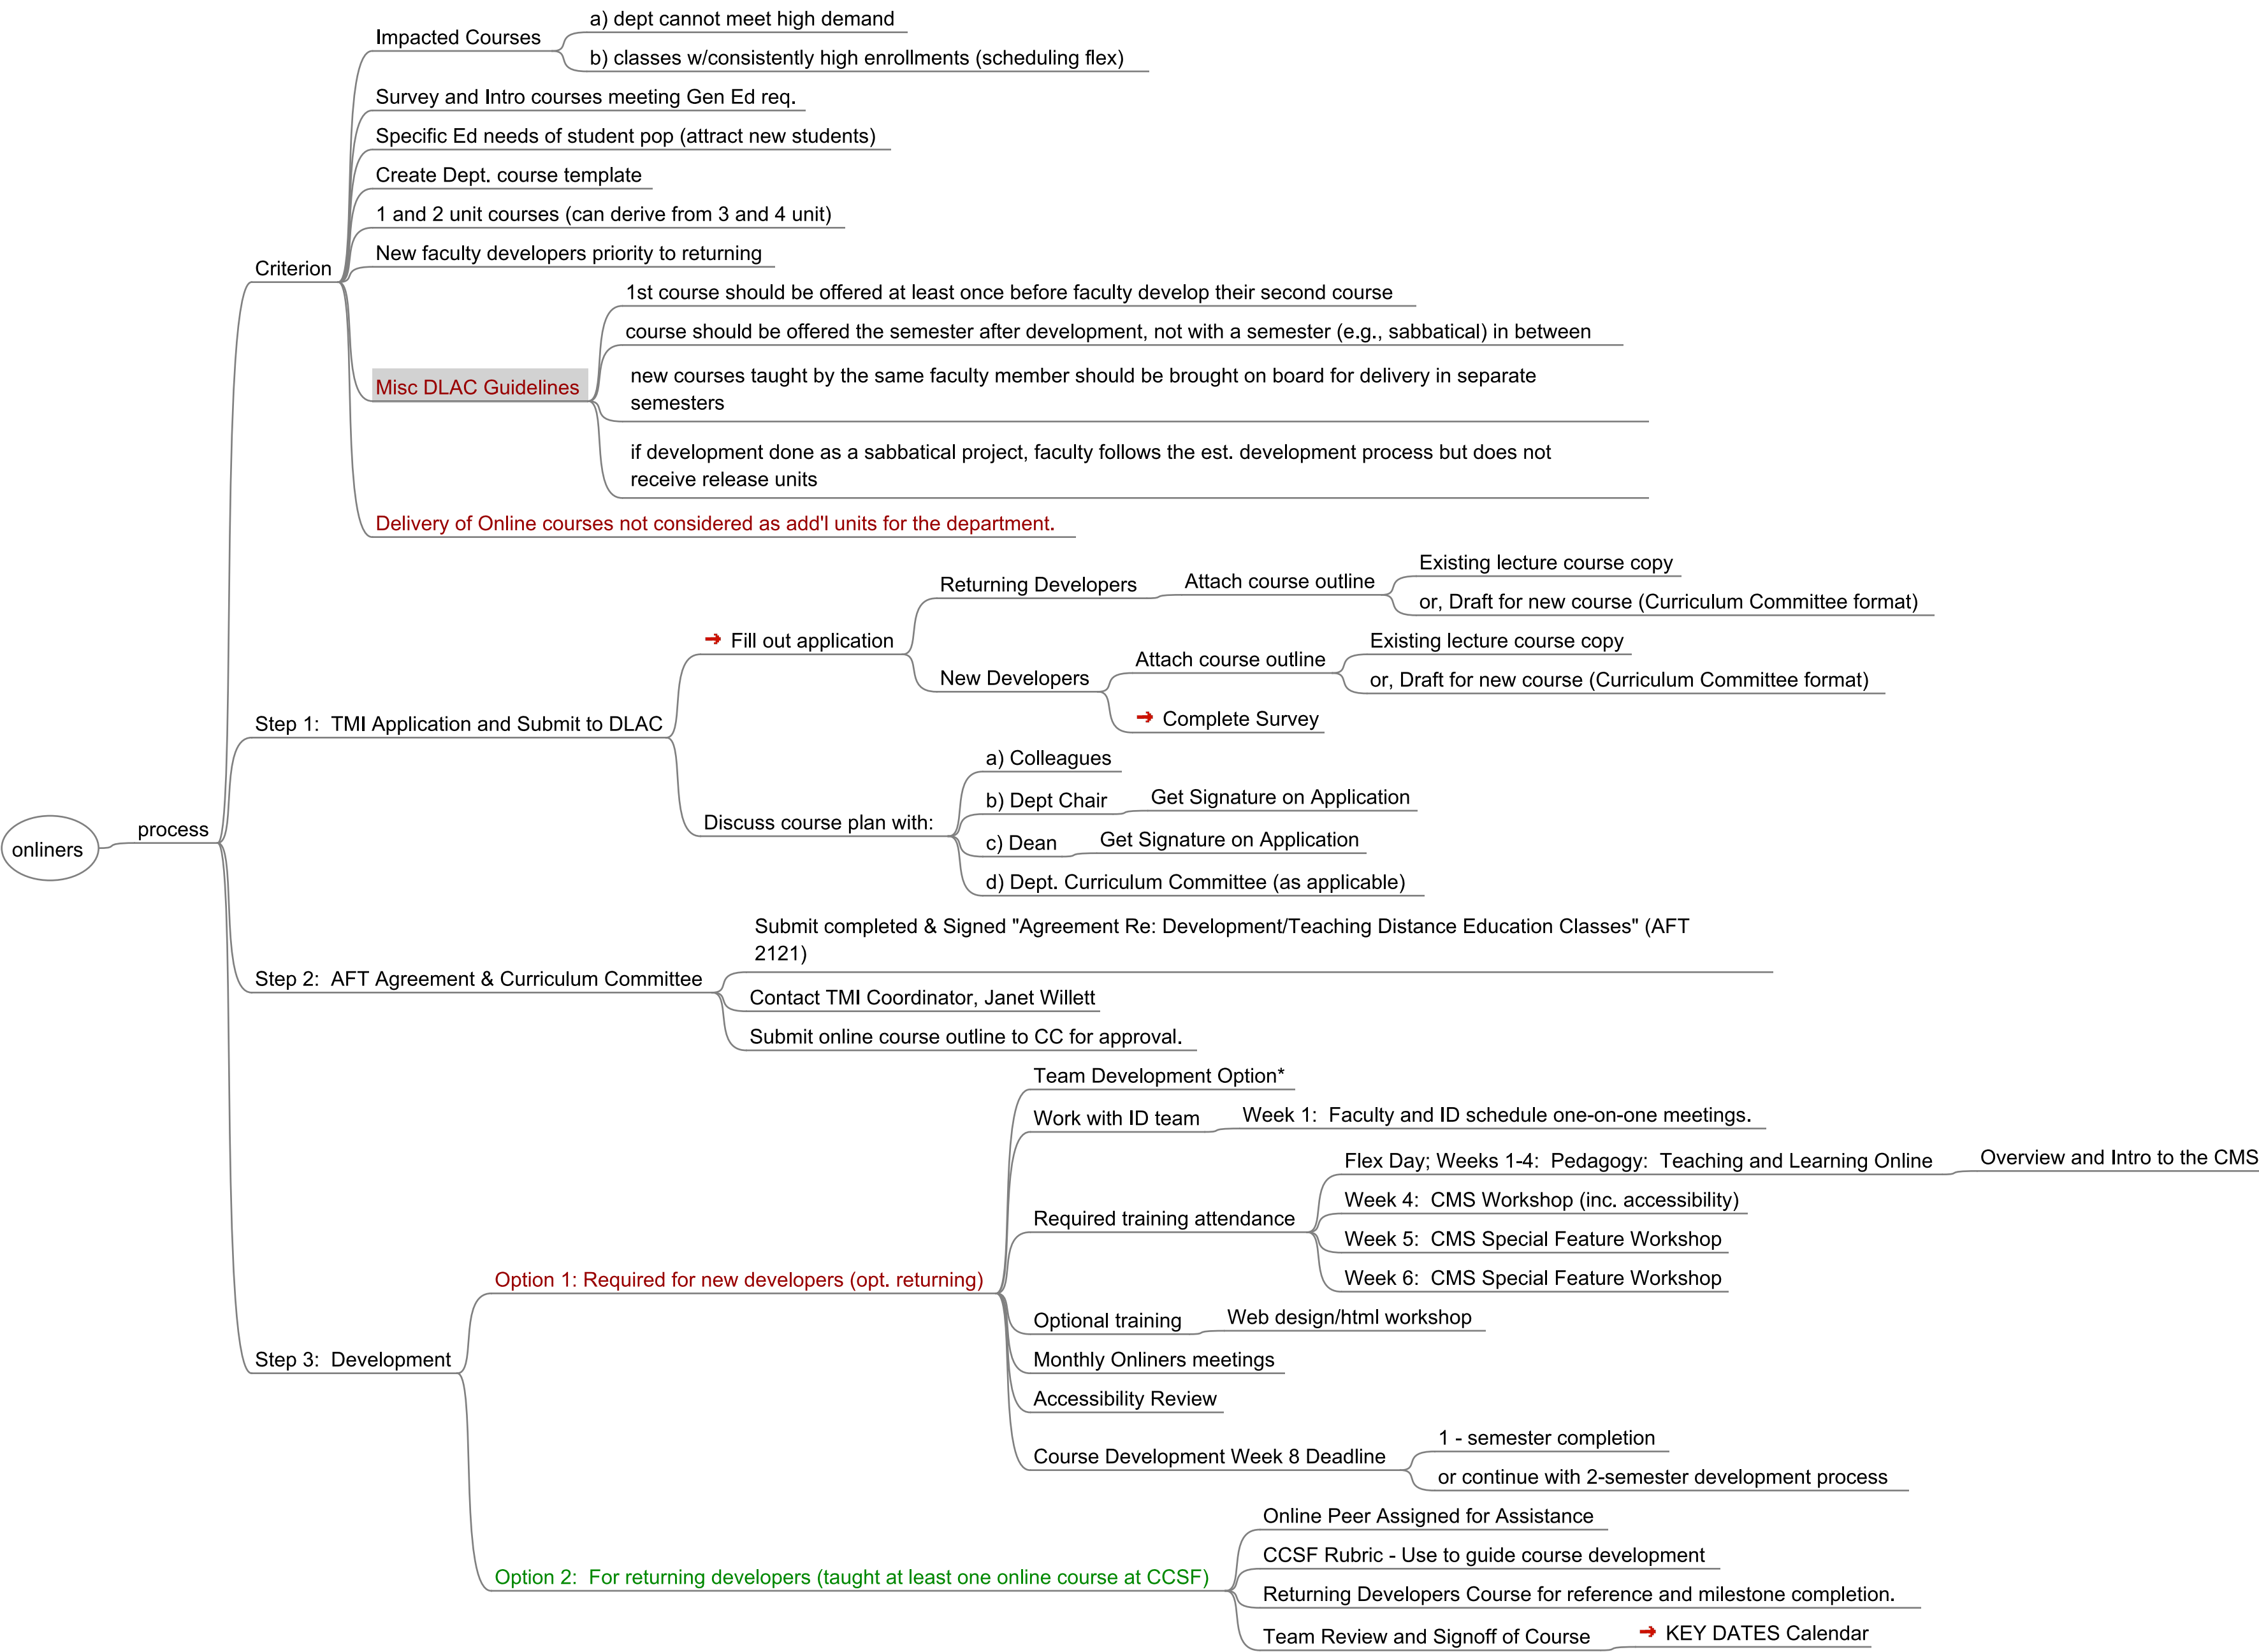 Impacted Courses
a) dept cannot meet high demand
b) classes w/consistently high enrollments (scheduling flex)
Survey and Intro courses meeting Gen Ed req.
Specific Ed needs of student pop (attract new students)
Create Dept. course template
1 and 2 unit courses (can derive from 3 and 4 unit)
New faculty developers priority to returning
Criterion
1st course should be offered at least once before faculty develop their second course
course should be offered the semester after development, not with a semester (e.g., sabbatical) in between
Misc DLAC Guidelines
new courses taught by the same faculty member should be brought on board for delivery in separate
semesters
if development done as a sabbatical project, faculty follows the est. development process but does not
receive release units
Delivery of Online courses not considered as add'l units for the department.
Returning Developers
Attach course outline
Existing lecture course copy
or, Draft for new course (Curriculum Committee format)
➜ Fill out application
New Developers
Attach course outline
Existing lecture course copy
or, Draft for new course (Curriculum Committee format)
➜ Complete Survey
Step 1:  TMI Application and Submit to DLAC
Discuss course plan with:
a) Colleagues
b) Dept Chair
Get Signature on Application
c) Dean
Get Signature on Application
d) Dept. Curriculum Committee (as applicable)
onliners
process
Step 2:  AFT Agreement & Curriculum Committee
Submit completed & Signed "Agreement Re: Development/Teaching Distance Education Classes" (AFT
2121)
Contact TMI Coordinator, Janet Willett
Submit online course outline to CC for approval.
Step 3:  Development
Option 1: Required for new developers (opt. returning)
Team Development Option*
Work with ID team
Week 1:  Faculty and ID schedule one-on-one meetings.
Required training attendance
Flex Day; Weeks 1-4:  Pedagogy:  Teaching and Learning Online
Overview and Intro to the CMS
Week 4:  CMS Workshop (inc. accessibility)
Week 5:  CMS Special Feature Workshop
Week 6:  CMS Special Feature Workshop
Optional training
Web design/html workshop
Monthly Onliners meetings
Accessibility Review
Course Development Week 8 Deadline
1 - semester completion
or continue with 2-semester development process
Option 2:  For returning developers (taught at least one online course at CCSF)
Online Peer Assigned for Assistance
CCSF Rubric - Use to guide course development
Returning Developers Course for reference and milestone completion.
Team Review and Signoff of Course
➜ KEY DATES Calendar